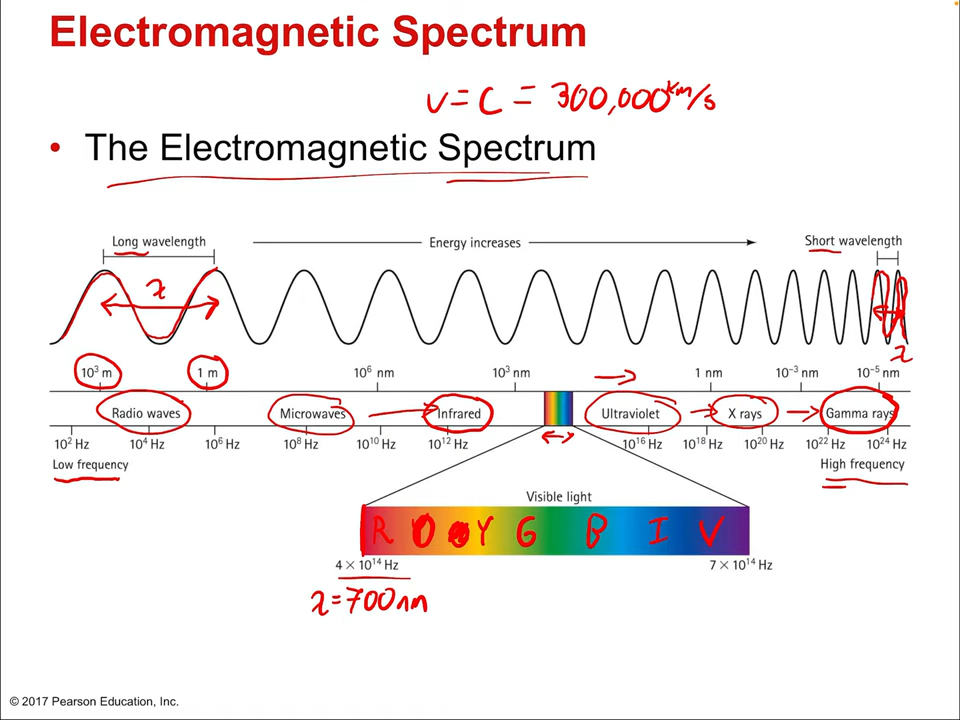 Electromagnetic Spectrum
v = c = 300,000 km/s
• The Electromagnetic Spectrum
Long wavelength
Energy increases
Short wavelength
λ
λ
10³ m 1 m 10⁶ nm 10³ nm 1 nm 10⁻³ nm 10⁻⁵ nm
Radio waves Microwaves Infrared Ultraviolet X rays Gamma rays
10² Hz 10⁴ Hz 10⁶ Hz 10⁸ Hz 10¹⁰ Hz 10¹² Hz 10¹⁶ Hz 10¹⁸ Hz 10²⁰ Hz 10²² Hz 10²⁴ Hz
Low frequency High frequency
Visible light
R O Y G B I V
4 × 10¹⁴ Hz 7 × 10¹⁴ Hz
λ = 700 nm
© 2017 Pearson Education, Inc.